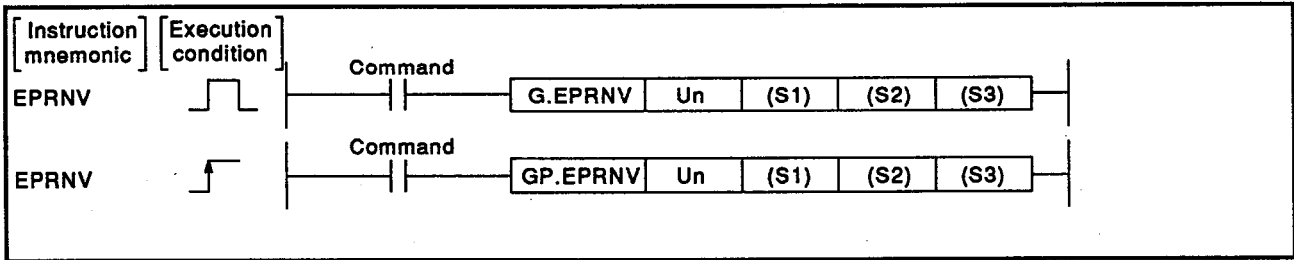 Instruction mnemonic
Execution condition
Command
EPRNV
G.EPRNV Un (S1) (S2) (S3)
Command
EPRNV
GP.EPRNV Un (S1) (S2) (S3)